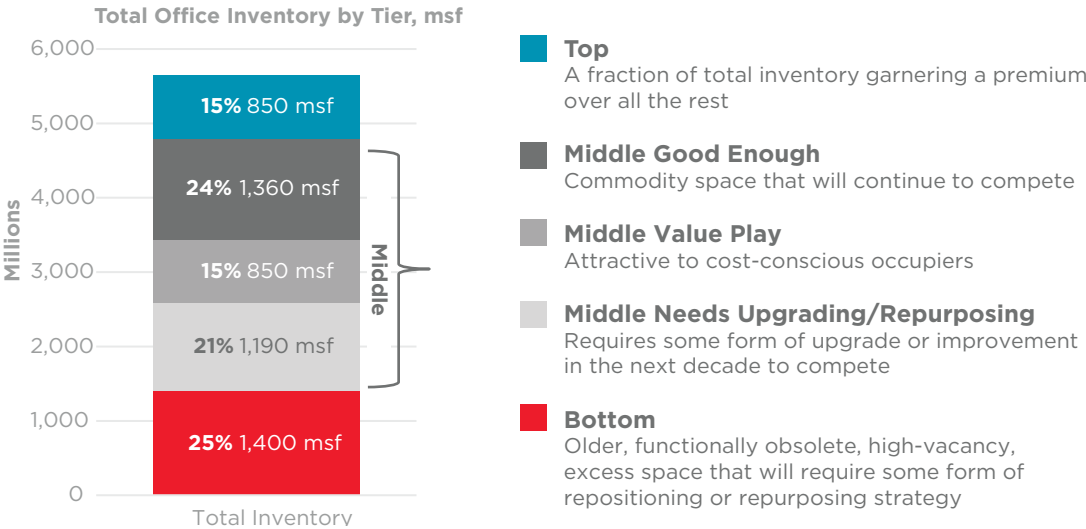 Total Office Inventory by Tier, msf
Millions
6,000
5,000
4,000
3,000
2,000
1,000
0
15% 850 msf
24% 1,360 msf
15% 850 msf
21% 1,190 msf
25% 1,400 msf
Middle
Total Inventory
Top
A fraction of total inventory garnering a premium
over all the rest
Middle Good Enough
Commodity space that will continue to compete
Middle Value Play
Attractive to cost-conscious occupiers
Middle Needs Upgrading/Repurposing
Requires some form of upgrade or improvement
in the next decade to compete
Bottom
Older, functionally obsolete, high-vacancy,
excess space that will require some form of
repositioning or repurposing strategy